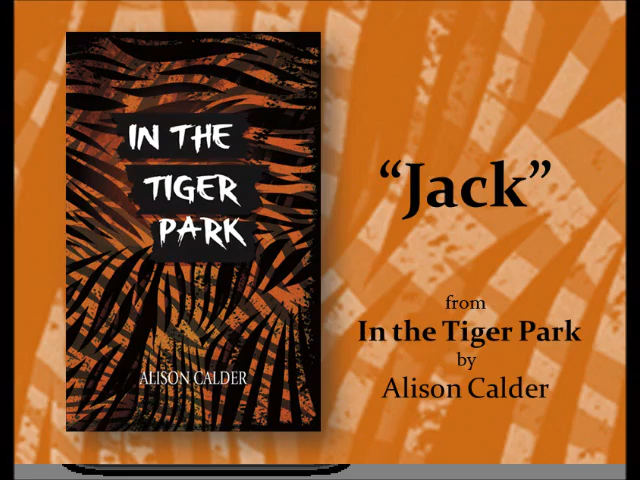 IN THE
TIGER
PARK
ALISON CALDER
“Jack”
from
In the Tiger Park
by
Alison Calder